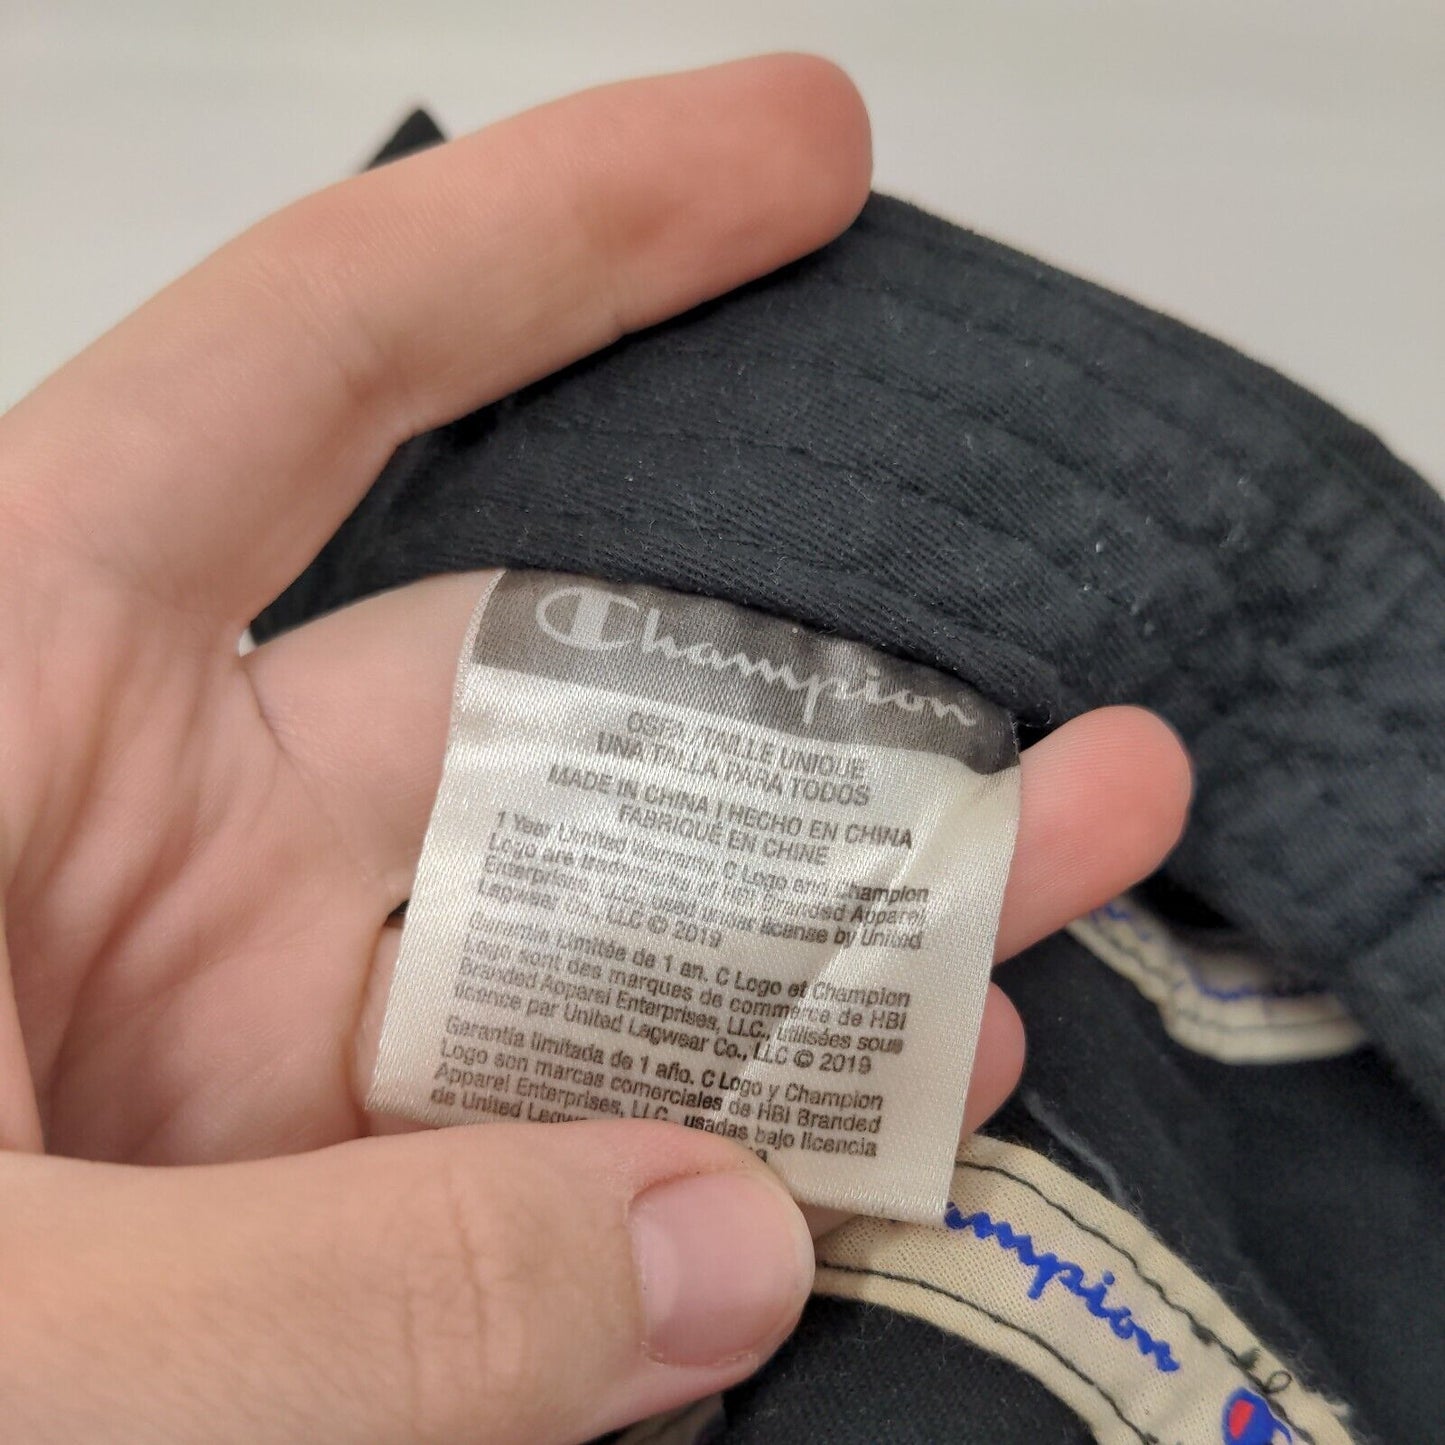 Champion
OSFA TAILLE UNIQUE
UNA TALLA PARA TODOS
MADE IN CHINA | HECHO EN CHINA
FABRIQUÉ EN CHINE
1 Year Limited warranty. C Logo and Champion
Logo are trademarks of HBI Branded Apparel
Enterprises, LLC, used under license by United
Legwear Co., LLC © 2019
Garantie Limitée de 1 an. C Logo et Champion
Logo sont des marques de commerce de HBI
Branded Apparel Enterprises, LLC., utilisées sous
licence par United Legwear Co., LLC © 2019
Garantía limitada de 1 año. C Logo y Champion
Logo son marcas comerciales de HBI Branded
Apparel Enterprises, LLC., usadas bajo licencia
de United
ampion